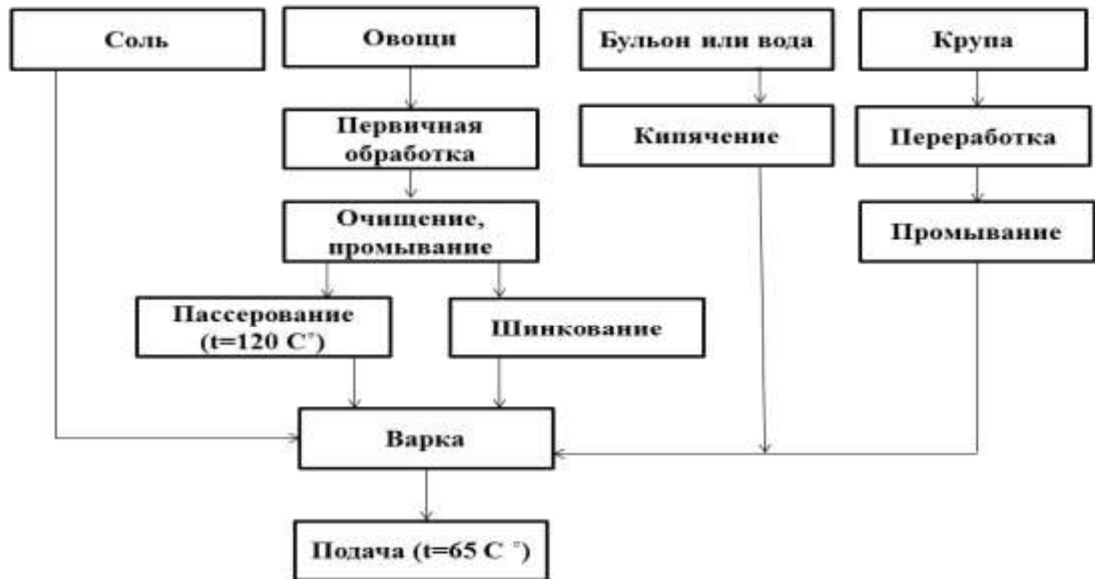 Соль
Овощи
Бульон или вода
Крупа
Первичная
обработка
Кипячение
Переработка
Очищение,
промывание
Промывание
Пассерование
(t=120 С˚)
Шинкование
Варка
Подача (t=65 С ˚)